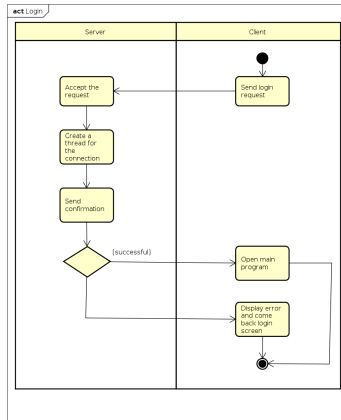 act Login
Server
Client
Accept the
request
Send login
request
Create a
thread for
the
connection
Send
confirmation
[successful]
Open main
program
Display error
and come
back login
screen